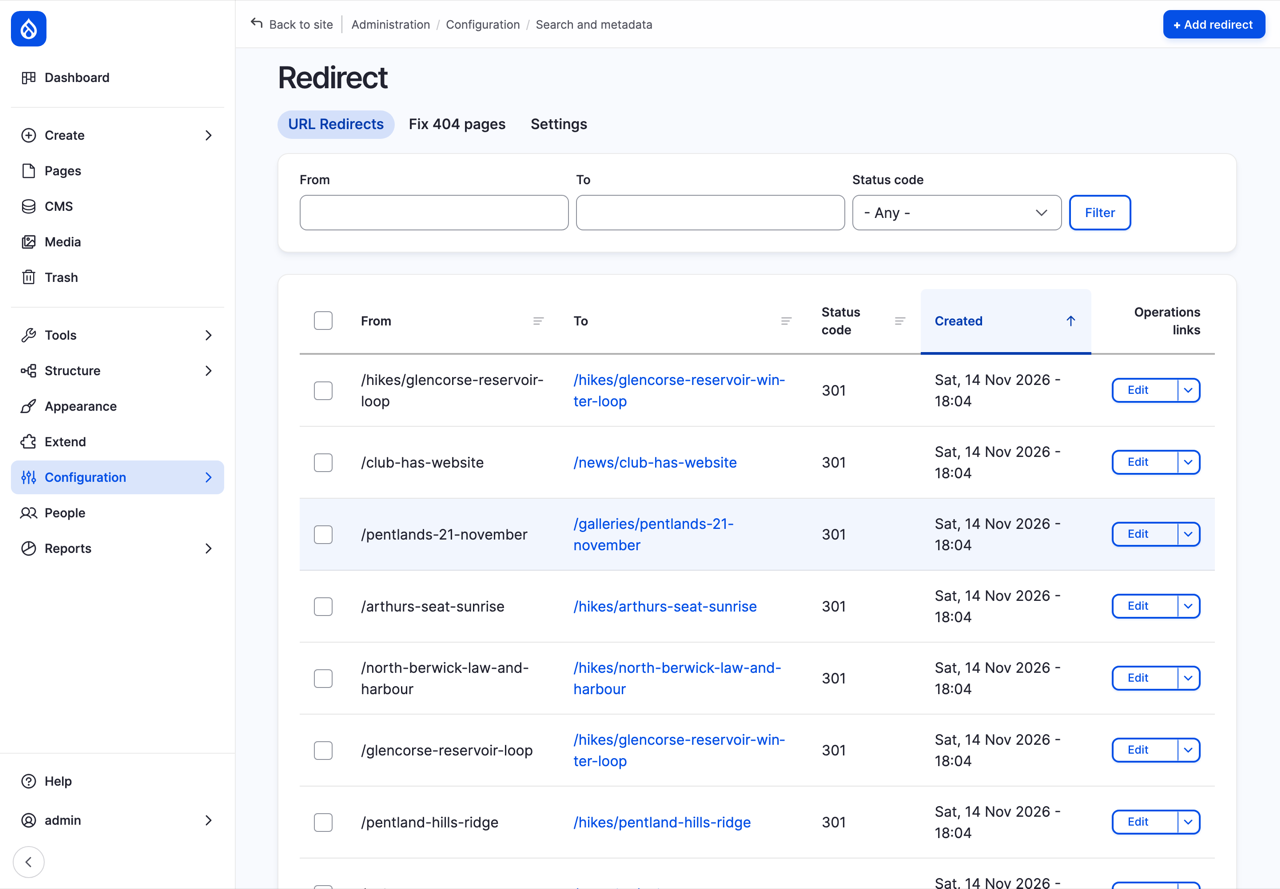 Back to site
Administration / Configuration / Search and metadata
+ Add redirect
Dashboard
Create
Pages
CMS
Media
Trash
Tools
Structure
Appearance
Extend
Configuration
People
Reports
Help
admin
Redirect
URL Redirects
Fix 404 pages
Settings
From
To
Status code
- Any -
Filter
From
To
Status
code
Created
Operations
links
/hikes/glencorse-reservoir-
loop
/hikes/glencorse-reservoir-win-
ter-loop
301
Sat, 14 Nov 2026 -
18:04
Edit
/club-has-website
/news/club-has-website
301
Sat, 14 Nov 2026 -
18:04
Edit
/pentlands-21-november
/galleries/pentlands-21-
november
301
Sat, 14 Nov 2026 -
18:04
Edit
/arthurs-seat-sunrise
/hikes/arthurs-seat-sunrise
301
Sat, 14 Nov 2026 -
18:04
Edit
/north-berwick-law-and-
harbour
/hikes/north-berwick-law-and-
harbour
301
Sat, 14 Nov 2026 -
18:04
Edit
/glencorse-reservoir-loop
/hikes/glencorse-reservoir-win-
ter-loop
301
Sat, 14 Nov 2026 -
18:04
Edit
/pentland-hills-ridge
/hikes/pentland-hills-ridge
301
Sat, 14 Nov 2026 -
18:04
Edit
Sat, 14 Nov 2026 -